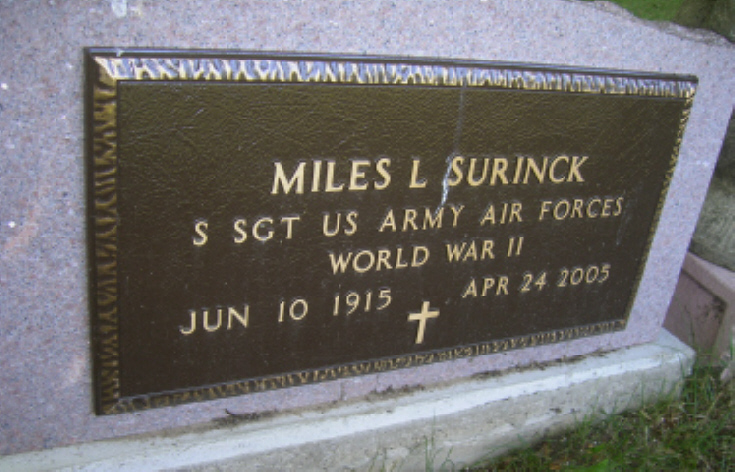 MILES L SURINCK
S SGT US ARMY AIR FORCES
WORLD WAR II
JUN 10 1915 APR 24 2005